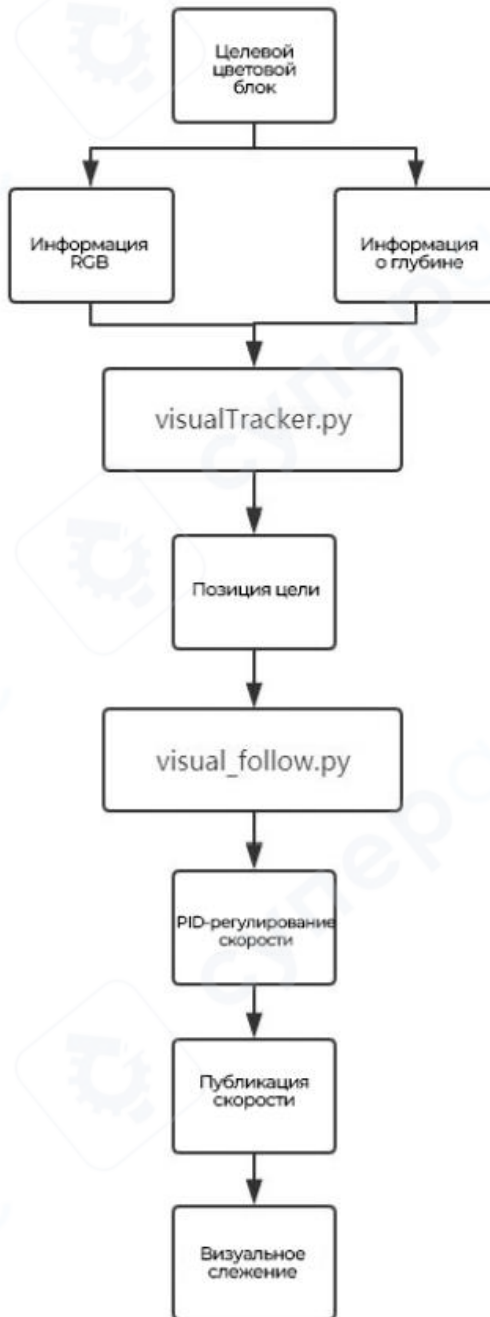 Целевой
цветовой
блок
Информация
RGB
Информация
о глубине
visualTracker.py
Позиция цели
visual_follow.py
PID-регулирование
скорости
Публикация
скорости
Визуальное
слежение